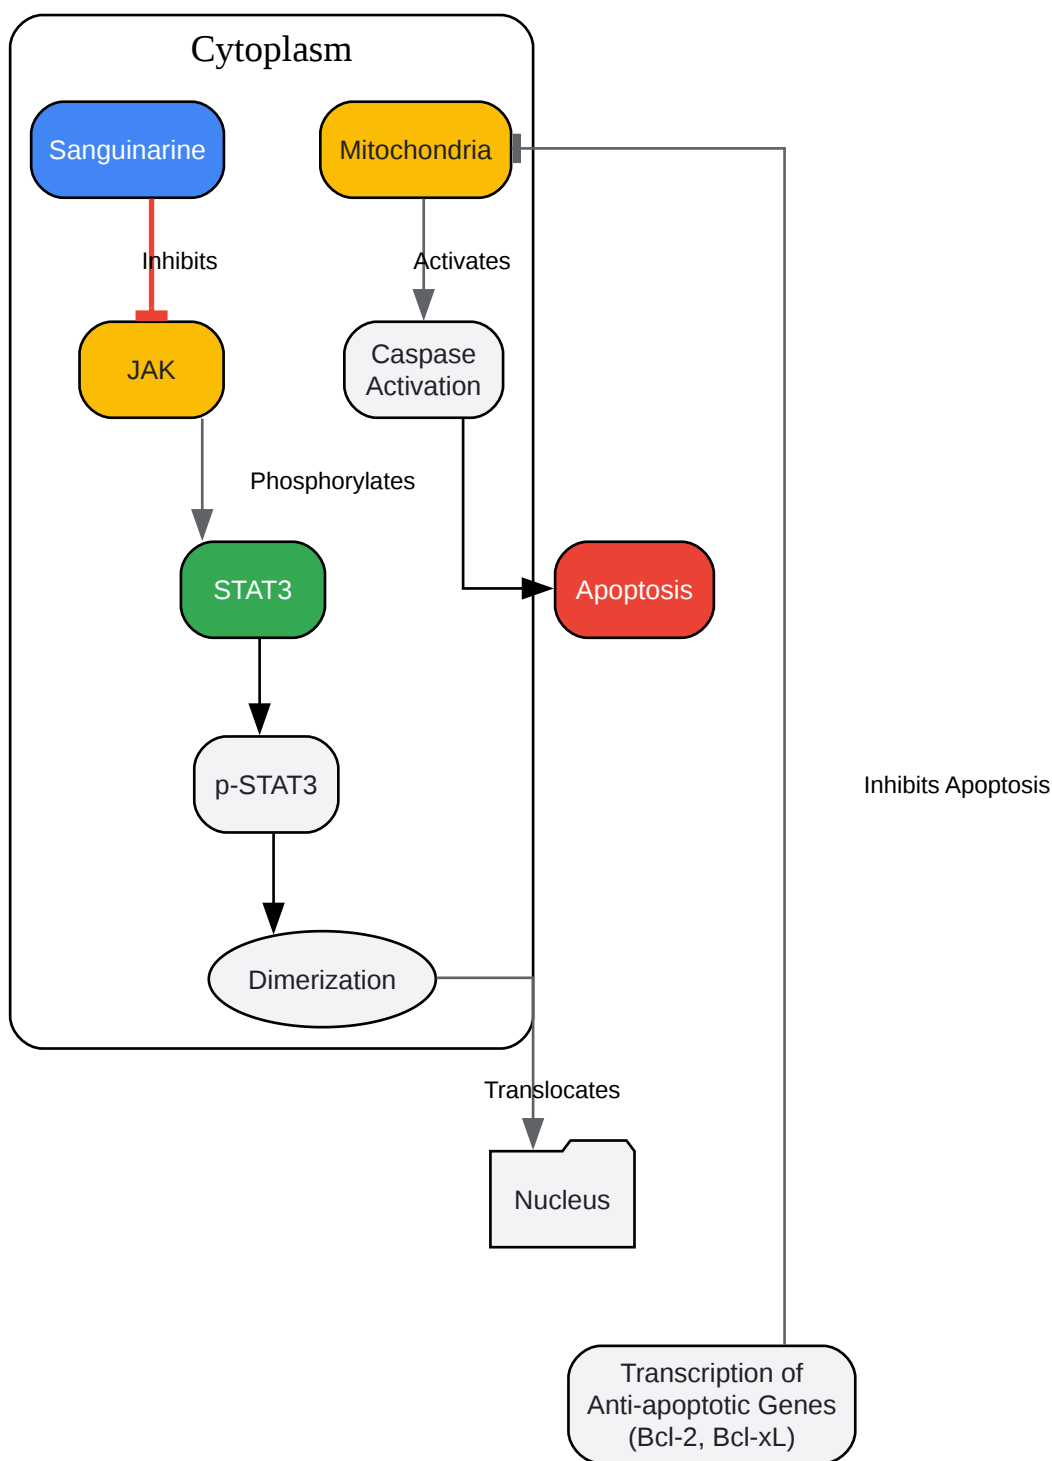 Cytoplasm
Sanguinarine
Mitochondria
Inhibits
Activates
JAK
Caspase
Activation
Phosphorylates
STAT3
Apoptosis
p-STAT3
Inhibits Apoptosis
Dimerization
Translocates
Nucleus
Transcription of
Anti-apoptotic Genes
(Bcl-2, Bcl-xL)